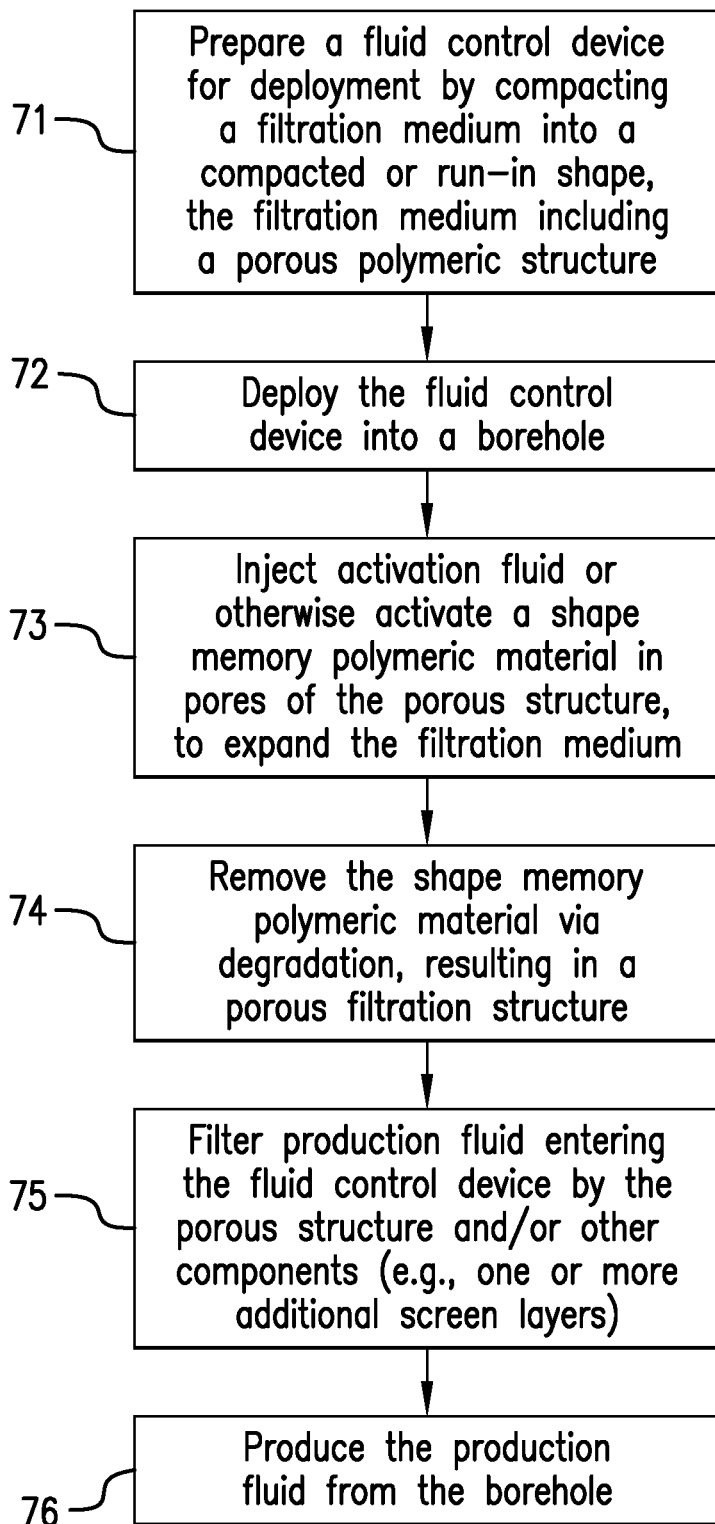 71
Prepare a fluid control device
for deployment by compacting
a filtration medium into a
compacted or run-in shape,
the filtration medium including
a porous polymeric structure
72
Deploy the fluid control
device into a borehole
73
Inject activation fluid or
otherwise activate a shape
memory polymeric material in
pores of the porous structure,
to expand the filtration medium
74
Remove the shape memory
polymeric material via
degradation, resulting in a
porous filtration structure
75
Filter production fluid entering
the fluid control device by the
porous structure and/or other
components (e.g., one or more
additional screen layers)
76
Produce the production
fluid from the borehole